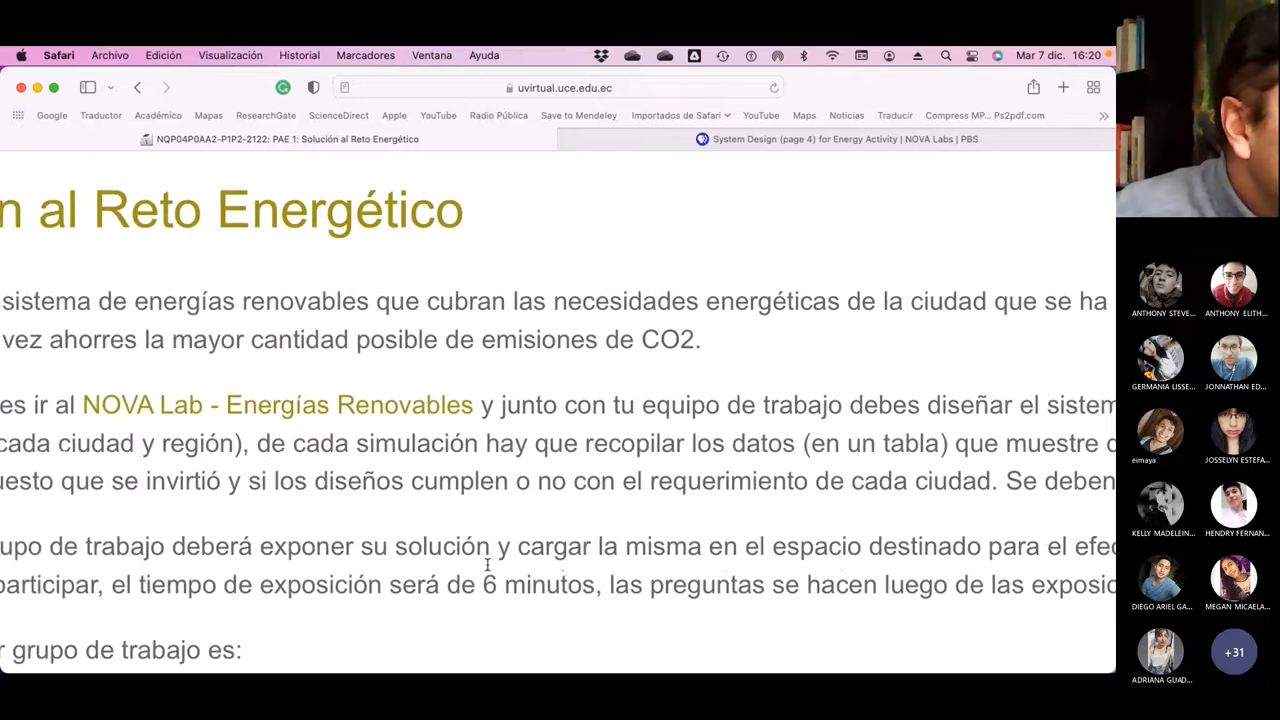 Safari Archivo Edición Visualización Historial Marcadores Ventana Ayuda Mar 7 dic. 16:20
uvirtual.uce.edu.ec
Google Traductor Académico Mapas ResearchGate ScienceDirect Apple YouTube Radio Pública Save to Mendeley Importados de Safari YouTube Maps Noticias Traducir Compress MP... Ps2pdf.com
NQP04P0AA2-P1P2-2122: PAE 1: Solución al Reto Energético
System Design (page 4) for Energy Activity | NOVA Labs | PBS
n al Reto Energético
sistema de energías renovables que cubran las necesidades energéticas de la ciudad que se ha
vez ahorres la mayor cantidad posible de emisiones de CO2.
es ir al NOVA Lab - Energías Renovables y junto con tu equipo de trabajo debes diseñar el sistem
cada ciudad y región), de cada simulación hay que recopilar los datos (en un tabla) que muestre
uesto que se invirtió y si los diseños cumplen o no con el requerimiento de cada ciudad. Se deben
upo de trabajo deberá exponer su solución y cargar la misma en el espacio destinado para el efec
participar, el tiempo de exposición será de 6 minutos, las preguntas se hacen luego de las exposic
r grupo de trabajo es:
ANTHONY STEVE... ANTHONY ELITH...
GERMANIA LISSE... JONNATHAN ED...
eimaya JOSSELYN ESTEFA...
KELLY MADELEIN... HENDRY FERNAN...
DIEGO ARIEL GA... MEGAN MICAELA...
ADRIANA GUAD... +31